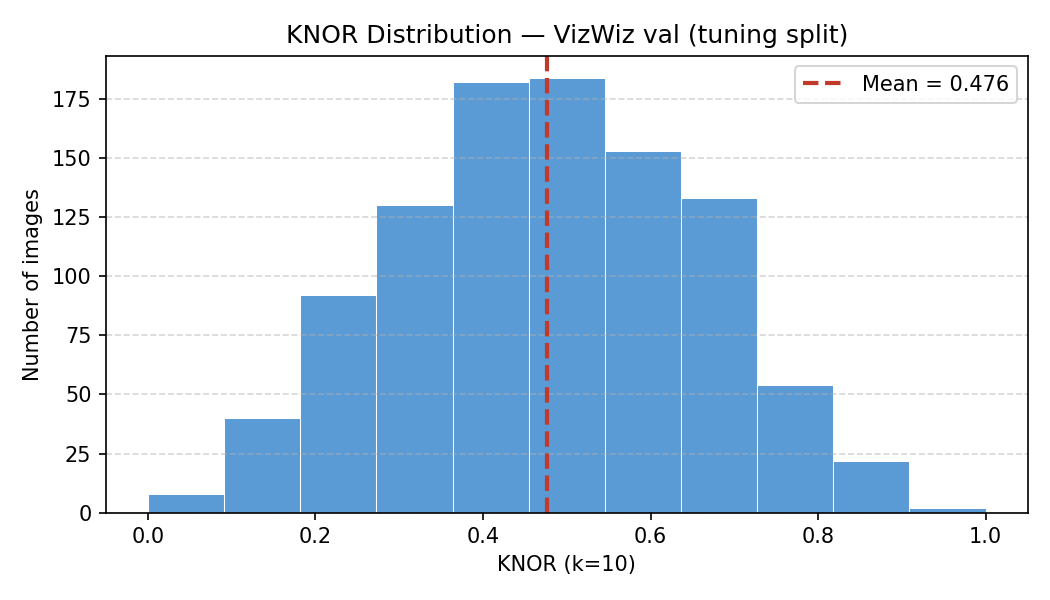 KNOR Distribution — VizWiz val (tuning split)
Mean = 0.476
Number of images
175
150
125
100
75
50
25
0
0.0 0.2 0.4 0.6 0.8 1.0
KNOR (k=10)